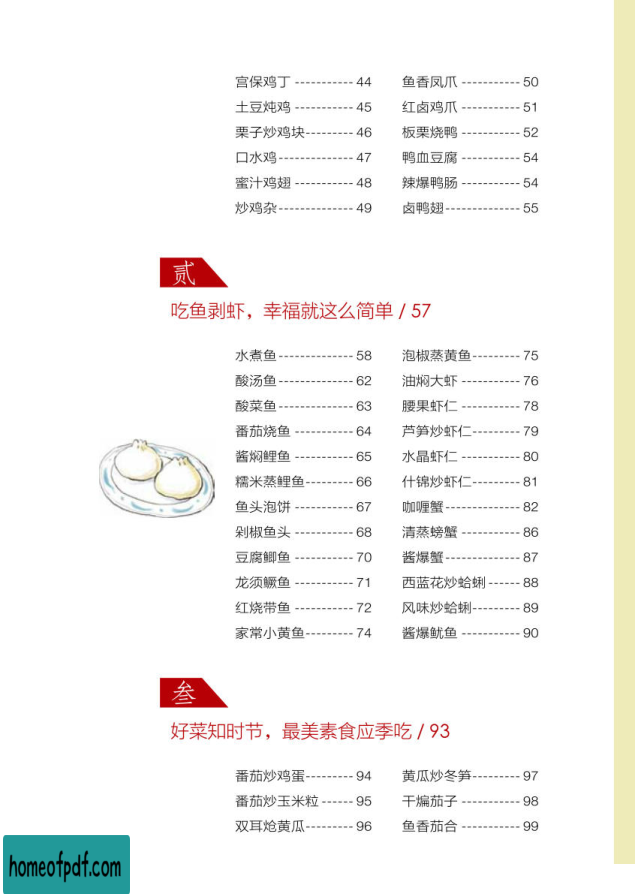 宫保鸡丁 ----------- 44
土豆炖鸡 ----------- 45
栗子炒鸡块--------- 46
口水鸡-------------- 47
蜜汁鸡翅 ----------- 48
炒鸡杂-------------- 49
鱼香凤爪 ----------- 50
红卤鸡爪 ----------- 51
板栗烧鸭 ----------- 52
鸭血豆腐 ----------- 54
辣爆鸭肠 ----------- 54
卤鸭翅-------------- 55
贰
吃鱼剥虾，幸福就这么简单 / 57
水煮鱼-------------- 58
酸汤鱼-------------- 62
酸菜鱼-------------- 63
番茄烧鱼 ----------- 64
酱焖鲤鱼 ----------- 65
糯米蒸鲤鱼--------- 66
鱼头泡饼 ----------- 67
剁椒鱼头 ----------- 68
豆腐鲫鱼 ----------- 70
龙须鳜鱼 ----------- 71
红烧带鱼 ----------- 72
家常小黄鱼--------- 74
泡椒蒸黄鱼--------- 75
油焖大虾 ----------- 76
腰果虾仁 ----------- 78
芦笋炒虾仁--------- 79
水晶虾仁 ----------- 80
什锦炒虾仁--------- 81
咖喱蟹-------------- 82
清蒸螃蟹 ----------- 86
酱爆蟹-------------- 87
西蓝花炒蛤蜊 ------ 88
风味炒蛤蜊--------- 89
酱爆鱿鱼 ----------- 90
叁
好菜知时节，最美素食应季吃 / 93
番茄炒鸡蛋--------- 94
番茄炒玉米粒 ------ 95
双耳炝黄瓜--------- 96
黄瓜炒冬笋--------- 97
干煸茄子 ----------- 98
鱼香茄合 ----------- 99
homeofpdf.com